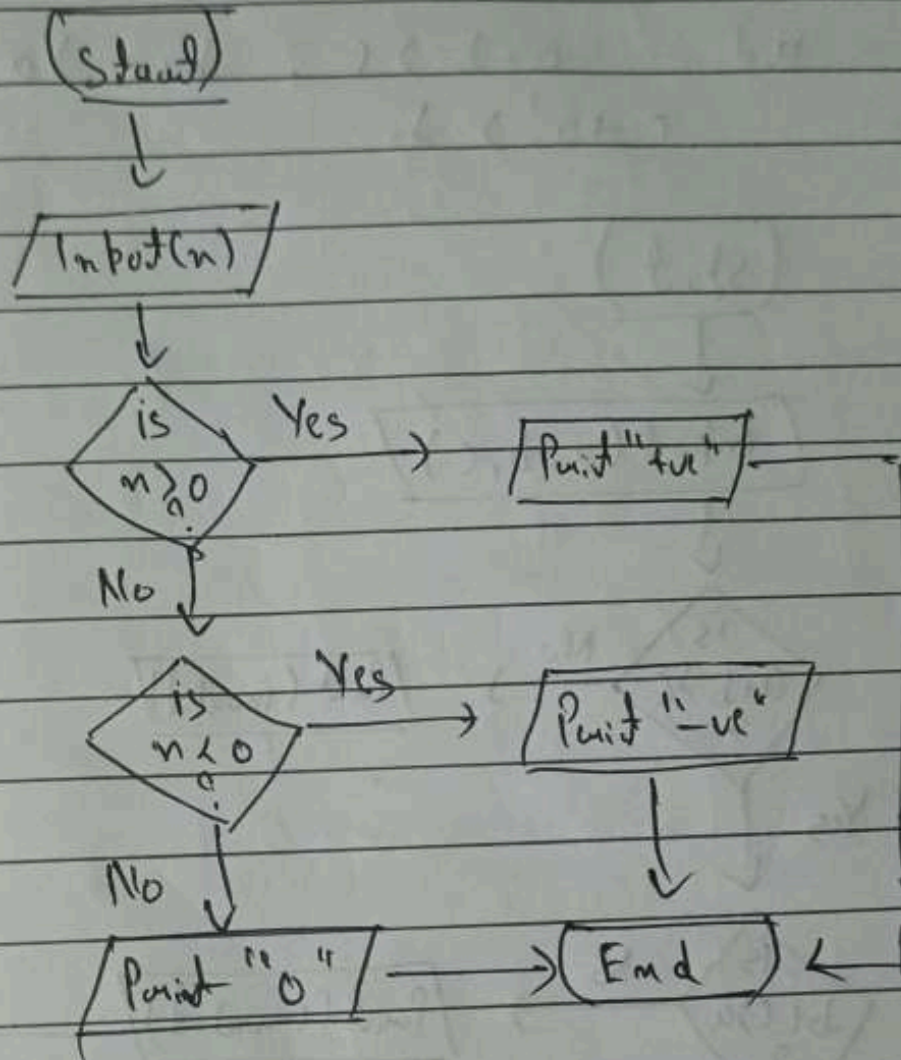 Start
Input(n)
is
n>0
?
Yes
Print "+ve"
No
is
n<0
?
Yes
Print "-ve"
No
Print "0"
End